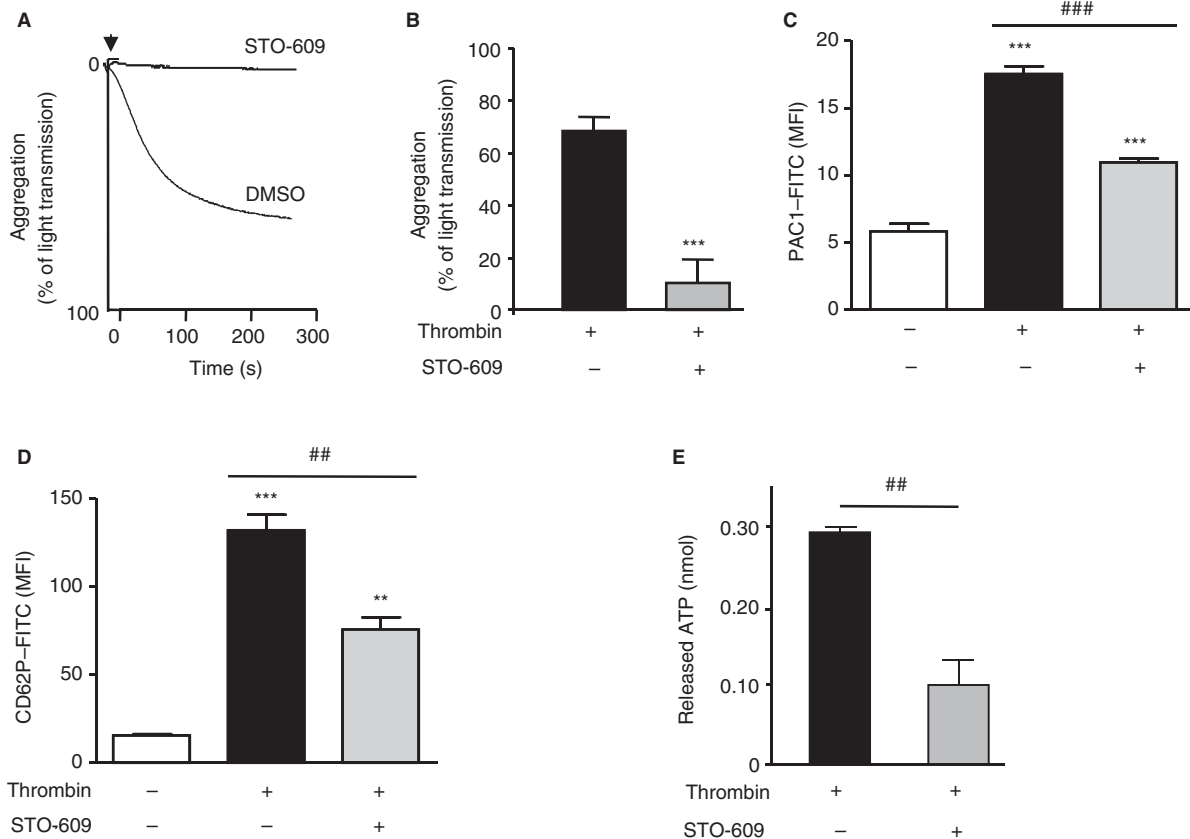 A
STO-609
0
DMSO
Aggregation
(% of light transmission)
100
0 100 200 300
Time (s)
B
100
80
60
40
20
0
Aggregation
(% of light transmission)
***
Thrombin + +
STO-609 – +
C
###
20
15
10
5
0
PAC1–FITC (MFI)
***
***
– + +
– – +
D
##
150
100
50
0
CD62P–FITC (MFI)
***
**
Thrombin – + +
STO-609 – – +
E
##
0.30
0.20
0.10
0
Released ATP (nmol)
Thrombin + +
STO-609 – +